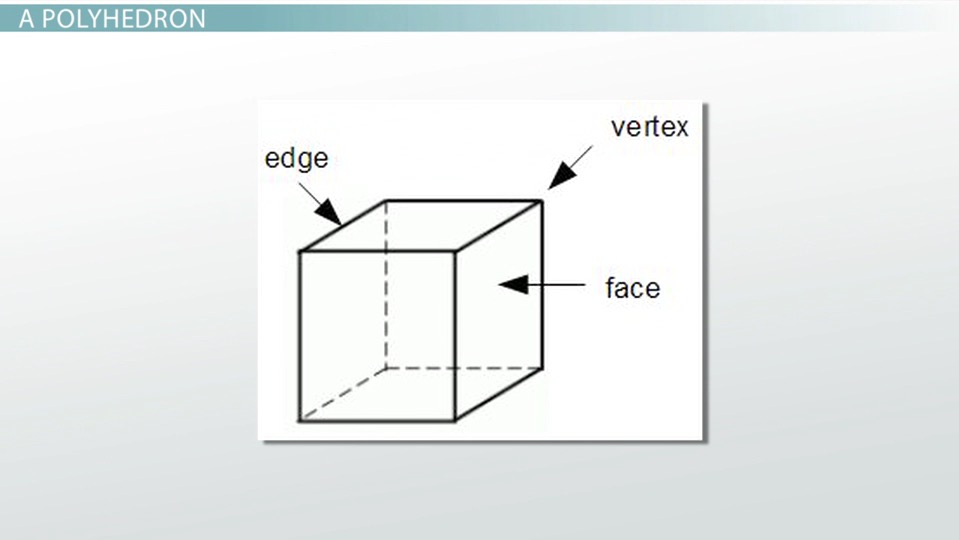 A POLYHEDRON
vertex
edge
face